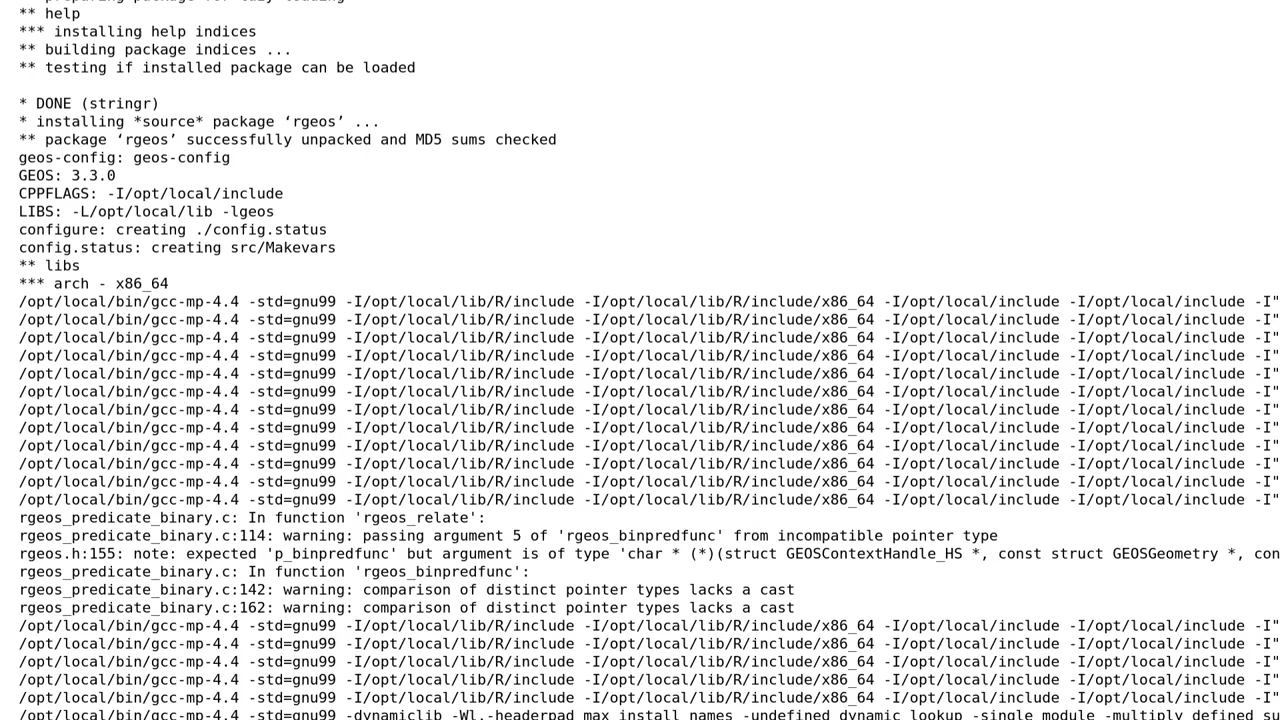 ** help
*** installing help indices
** building package indices ...
** testing if installed package can be loaded
* DONE (stringr)
* installing *source* package ‘rgeos’ ...
** package ‘rgeos’ successfully unpacked and MD5 sums checked
geos-config: geos-config
GEOS: 3.3.0
CPPFLAGS: -I/opt/local/include
LIBS: -L/opt/local/lib -lgeos
configure: creating ./config.status
config.status: creating src/Makevars
** libs
*** arch - x86_64
/opt/local/bin/gcc-mp-4.4 -std=gnu99 -I/opt/local/lib/R/include -I/opt/local/lib/R/include/x86_64 -I/opt/local/include -I/opt/local/include -I"
/opt/local/bin/gcc-mp-4.4 -std=gnu99 -I/opt/local/lib/R/include -I/opt/local/lib/R/include/x86_64 -I/opt/local/include -I/opt/local/include -I"
/opt/local/bin/gcc-mp-4.4 -std=gnu99 -I/opt/local/lib/R/include -I/opt/local/lib/R/include/x86_64 -I/opt/local/include -I/opt/local/include -I"
/opt/local/bin/gcc-mp-4.4 -std=gnu99 -I/opt/local/lib/R/include -I/opt/local/lib/R/include/x86_64 -I/opt/local/include -I/opt/local/include -I"
/opt/local/bin/gcc-mp-4.4 -std=gnu99 -I/opt/local/lib/R/include -I/opt/local/lib/R/include/x86_64 -I/opt/local/include -I/opt/local/include -I"
/opt/local/bin/gcc-mp-4.4 -std=gnu99 -I/opt/local/lib/R/include -I/opt/local/lib/R/include/x86_64 -I/opt/local/include -I/opt/local/include -I"
/opt/local/bin/gcc-mp-4.4 -std=gnu99 -I/opt/local/lib/R/include -I/opt/local/lib/R/include/x86_64 -I/opt/local/include -I/opt/local/include -I"
/opt/local/bin/gcc-mp-4.4 -std=gnu99 -I/opt/local/lib/R/include -I/opt/local/lib/R/include/x86_64 -I/opt/local/include -I/opt/local/include -I"
/opt/local/bin/gcc-mp-4.4 -std=gnu99 -I/opt/local/lib/R/include -I/opt/local/lib/R/include/x86_64 -I/opt/local/include -I/opt/local/include -I"
/opt/local/bin/gcc-mp-4.4 -std=gnu99 -I/opt/local/lib/R/include -I/opt/local/lib/R/include/x86_64 -I/opt/local/include -I/opt/local/include -I"
/opt/local/bin/gcc-mp-4.4 -std=gnu99 -I/opt/local/lib/R/include -I/opt/local/lib/R/include/x86_64 -I/opt/local/include -I/opt/local/include -I"
/opt/local/bin/gcc-mp-4.4 -std=gnu99 -I/opt/local/lib/R/include -I/opt/local/lib/R/include/x86_64 -I/opt/local/include -I/opt/local/include -I"
rgeos_predicate_binary.c: In function 'rgeos_relate':
rgeos_predicate_binary.c:114: warning: passing argument 5 of 'rgeos_binpredfunc' from incompatible pointer type
rgeos.h:155: note: expected 'p_binpredfunc' but argument is of type 'char * (*)(struct GEOSContextHandle_HS *, const struct GEOSGeometry *, con
rgeos_predicate_binary.c: In function 'rgeos_binpredfunc':
rgeos_predicate_binary.c:142: warning: comparison of distinct pointer types lacks a cast
rgeos_predicate_binary.c:162: warning: comparison of distinct pointer types lacks a cast
/opt/local/bin/gcc-mp-4.4 -std=gnu99 -I/opt/local/lib/R/include -I/opt/local/lib/R/include/x86_64 -I/opt/local/include -I/opt/local/include -I"
/opt/local/bin/gcc-mp-4.4 -std=gnu99 -I/opt/local/lib/R/include -I/opt/local/lib/R/include/x86_64 -I/opt/local/include -I/opt/local/include -I"
/opt/local/bin/gcc-mp-4.4 -std=gnu99 -I/opt/local/lib/R/include -I/opt/local/lib/R/include/x86_64 -I/opt/local/include -I/opt/local/include -I"
/opt/local/bin/gcc-mp-4.4 -std=gnu99 -I/opt/local/lib/R/include -I/opt/local/lib/R/include/x86_64 -I/opt/local/include -I/opt/local/include -I"
/opt/local/bin/gcc-mp-4.4 -std=gnu99 -I/opt/local/lib/R/include -I/opt/local/lib/R/include/x86_64 -I/opt/local/include -I/opt/local/include -I"
/opt/local/bin/gcc-mp-4.4 -std=gnu99 -dynamiclib -Wl,-headerpad_max_install_names -undefined dynamic_lookup -single_module -multiply_defined